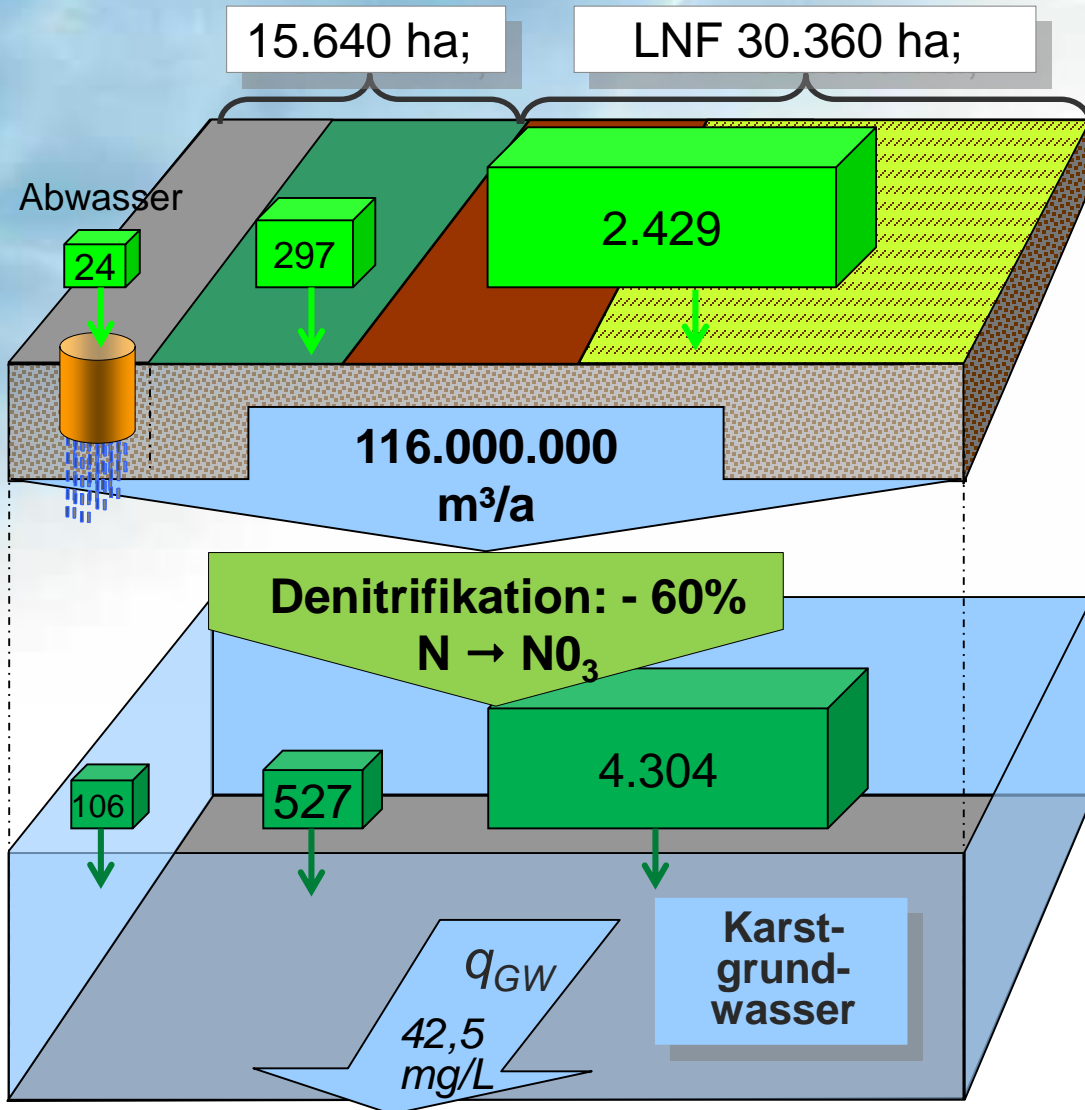 15.640 ha;
LNF 30.360 ha;
Abwasser
24
297
2.429
116.000.000
m³/a
Denitrifikation: - 60%
N → N0₃
106
527
4.304
Karst-
grund-
wasser
qGW
42,5
mg/L